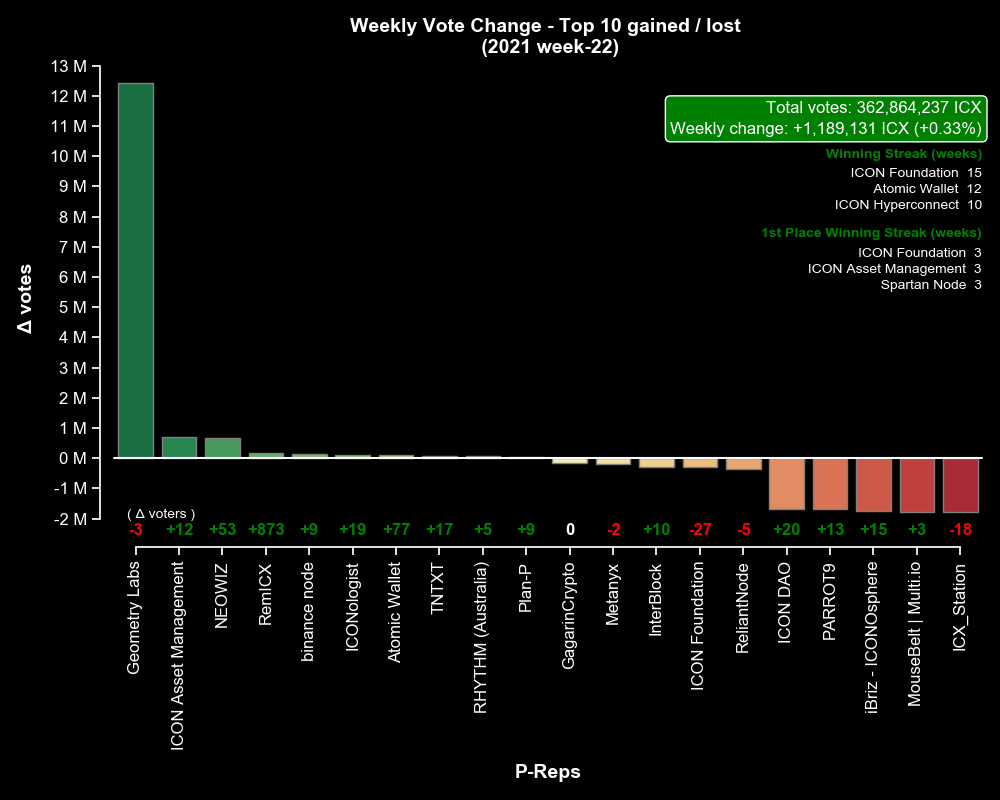 Weekly Vote Change - Top 10 gained / lost
(2021 week-22)
13 M
12 M
11 M
10 M
9 M
8 M
7 M
6 M
5 M
4 M
3 M
2 M
1 M
0 M
-1 M
-2 M
Δ votes
Total votes: 362,864,237 ICX
Weekly change: +1,189,131 ICX (+0.33%)
Winning Streak (weeks)
ICON Foundation 15
Atomic Wallet 12
ICON Hyperconnect 10
1st Place Winning Streak (weeks)
ICON Foundation 3
ICON Asset Management 3
Spartan Node 3
( Δ voters )
-3 +12 +53 +873 +9 +19 +77 +17 +5 +9 0 -2 +10 -27 -5 +20 +13 +15 +3 -18
Geometry Labs
ICON Asset Management
NEOWIZ
RemICX
binance node
ICONologist
Atomic Wallet
TNTXT
RHYTHM (Australia)
Plan-P
GagarinCrypto
Metanyx
InterBlock
ICON Foundation
ReliantNode
ICON DAO
PARROT9
iBriz - ICONOsphere
MouseBelt | Multi.io
ICX_Station
P-Reps